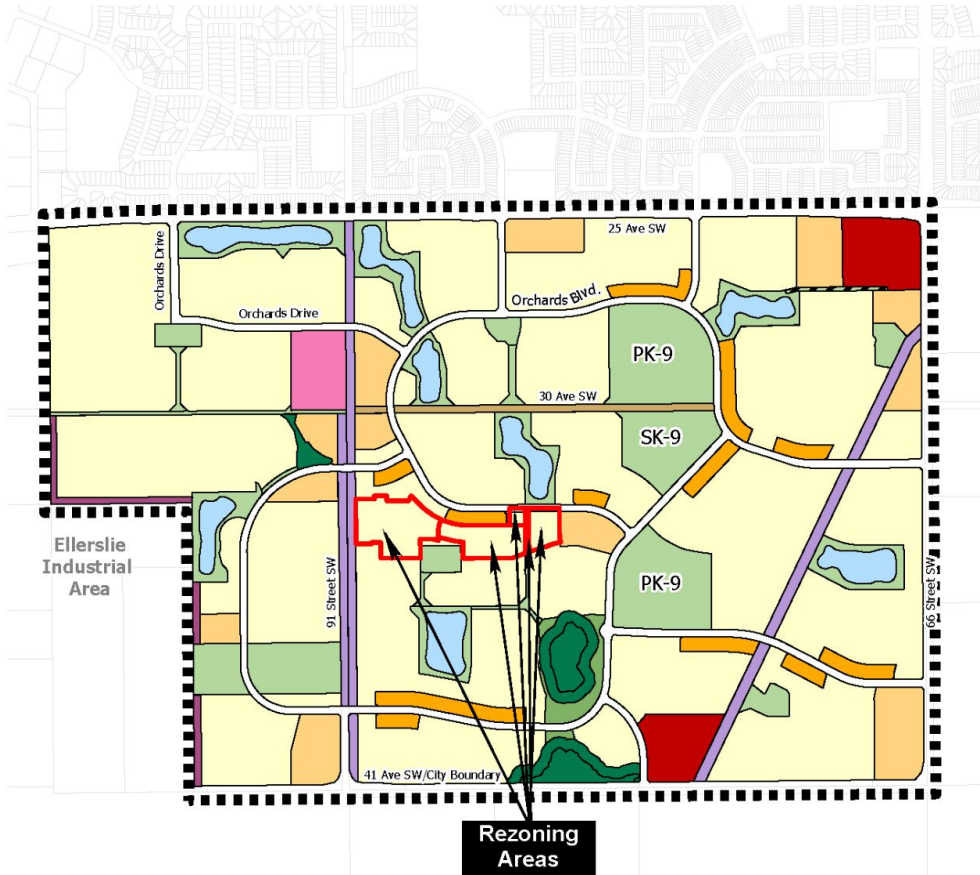 25 Ave SW
Orchards Drive
Orchards Blvd.
Orchards Drive
PK-9
30 Ave SW
SK-9
Ellerslie
Industrial
Area
91 Street SW
PK-9
66 Street SW
41 Ave SW/City Boundary
Rezoning
Areas